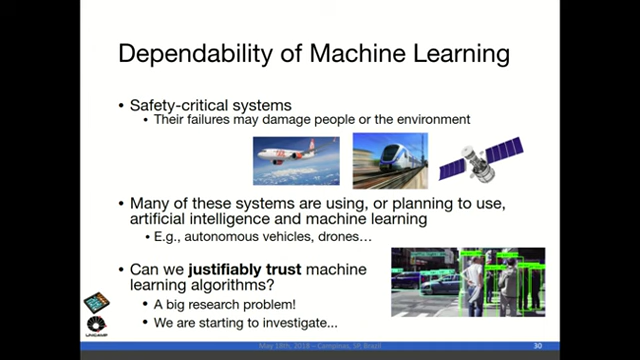 Dependability of Machine Learning
• Safety-critical systems
• Their failures may damage people or the environment
• Many of these systems are using, or planning to use,
artificial intelligence and machine learning
• E.g., autonomous vehicles, drones…
• Can we justifiably trust machine
learning algorithms?
• A big research problem!
• We are starting to investigate...
UNICAMP
May 18th, 2018 – Campinas, SP, Brazil
30